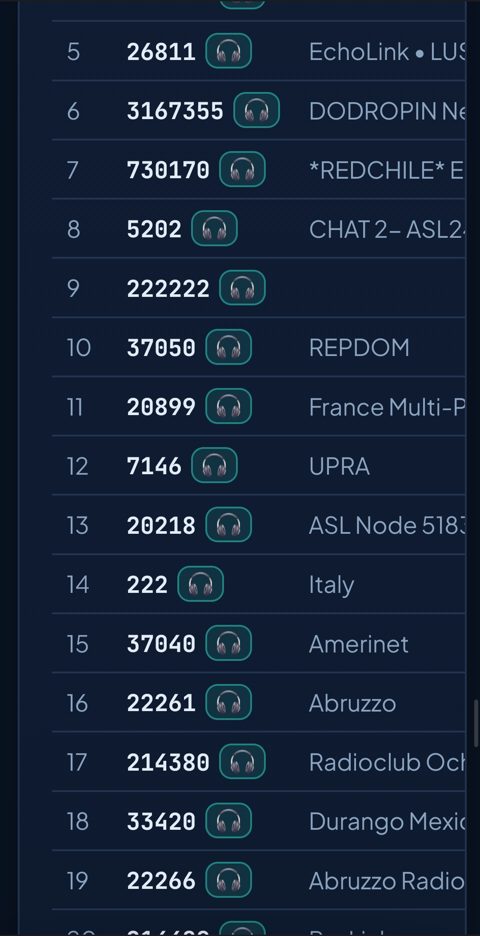 5 26811 🎧 EchoLink • LUS
6 3167355 🎧 DODROPIN Ne
7 730170 🎧 *REDCHILE* E
8 5202 🎧 CHAT 2– ASL24
9 222222 🎧
10 37050 🎧 REPDOM
11 20899 🎧 France Multi-P
12 7146 🎧 UPRA
13 20218 🎧 ASL Node 5183
14 222 🎧 Italy
15 37040 🎧 Amerinet
16 22261 🎧 Abruzzo
17 214380 🎧 Radioclub Och
18 33420 🎧 Durango Mexic
19 22266 🎧 Abruzzo Radio